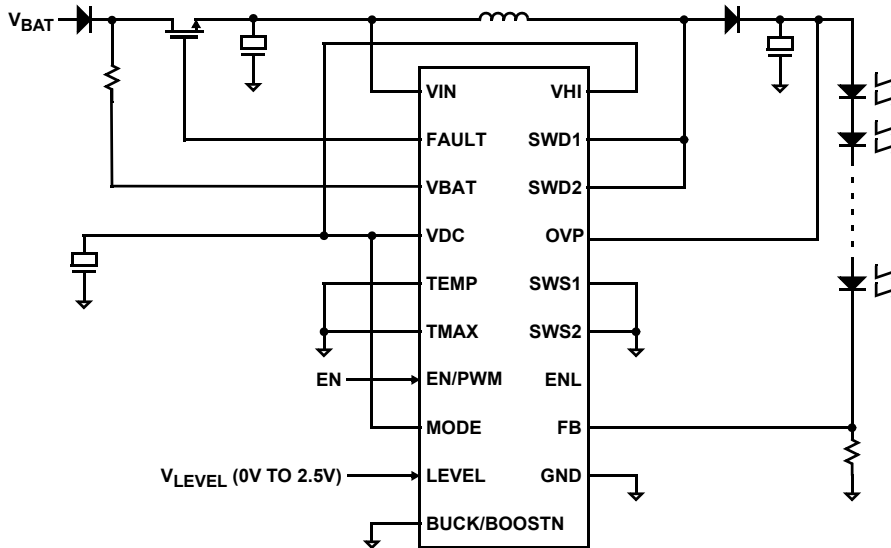 VBAT
VIN VHI
FAULT SWD1
VBAT SWD2
VDC OVP
TEMP SWS1
TMAX SWS2
EN EN/PWM ENL
MODE FB
VLEVEL (0V TO 2.5V) LEVEL GND
BUCK/BOOSTN